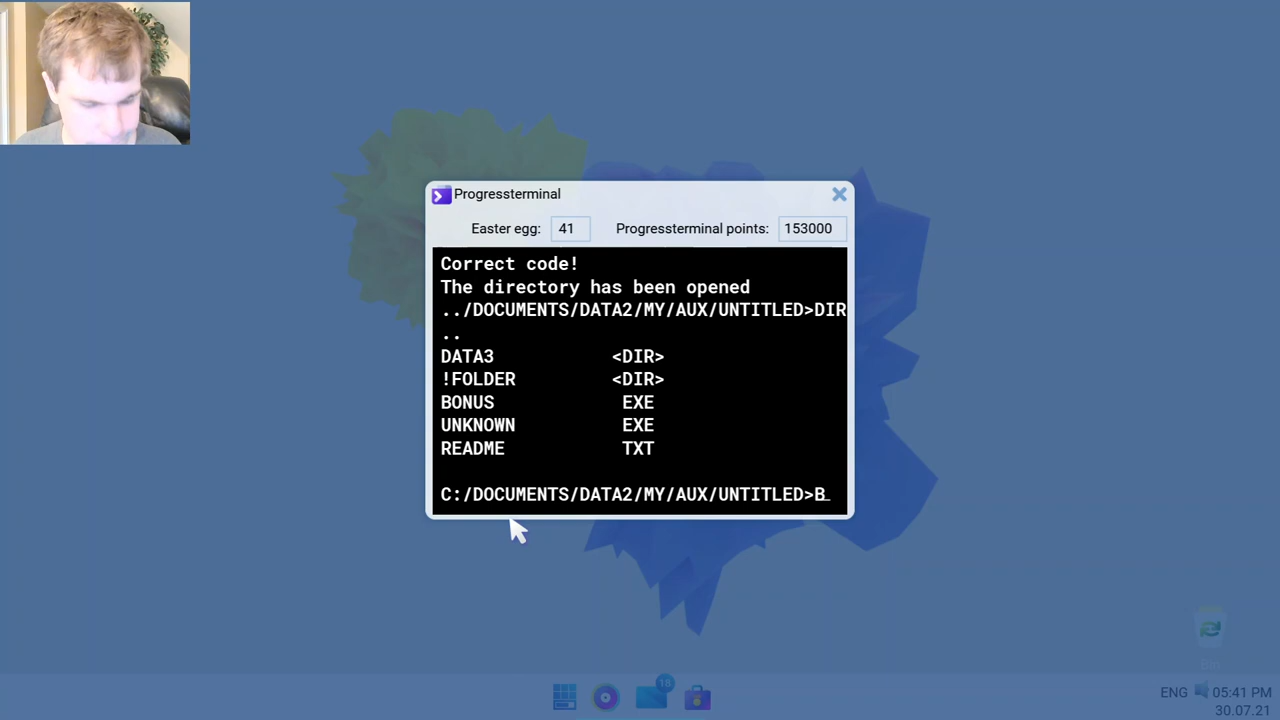 Progressterminal
Easter egg: 41 Progressterminal points: 153000
Correct code!
The directory has been opened
../DOCUMENTS/DATA2/MY/AUX/UNTITLED>DIR
..
DATA3 <DIR>
!FOLDER <DIR>
BONUS EXE
UNKNOWN EXE
README TXT
C:/DOCUMENTS/DATA2/MY/AUX/UNTITLED>B_
Bin
18
ENG 05:41 PM
30.07.21